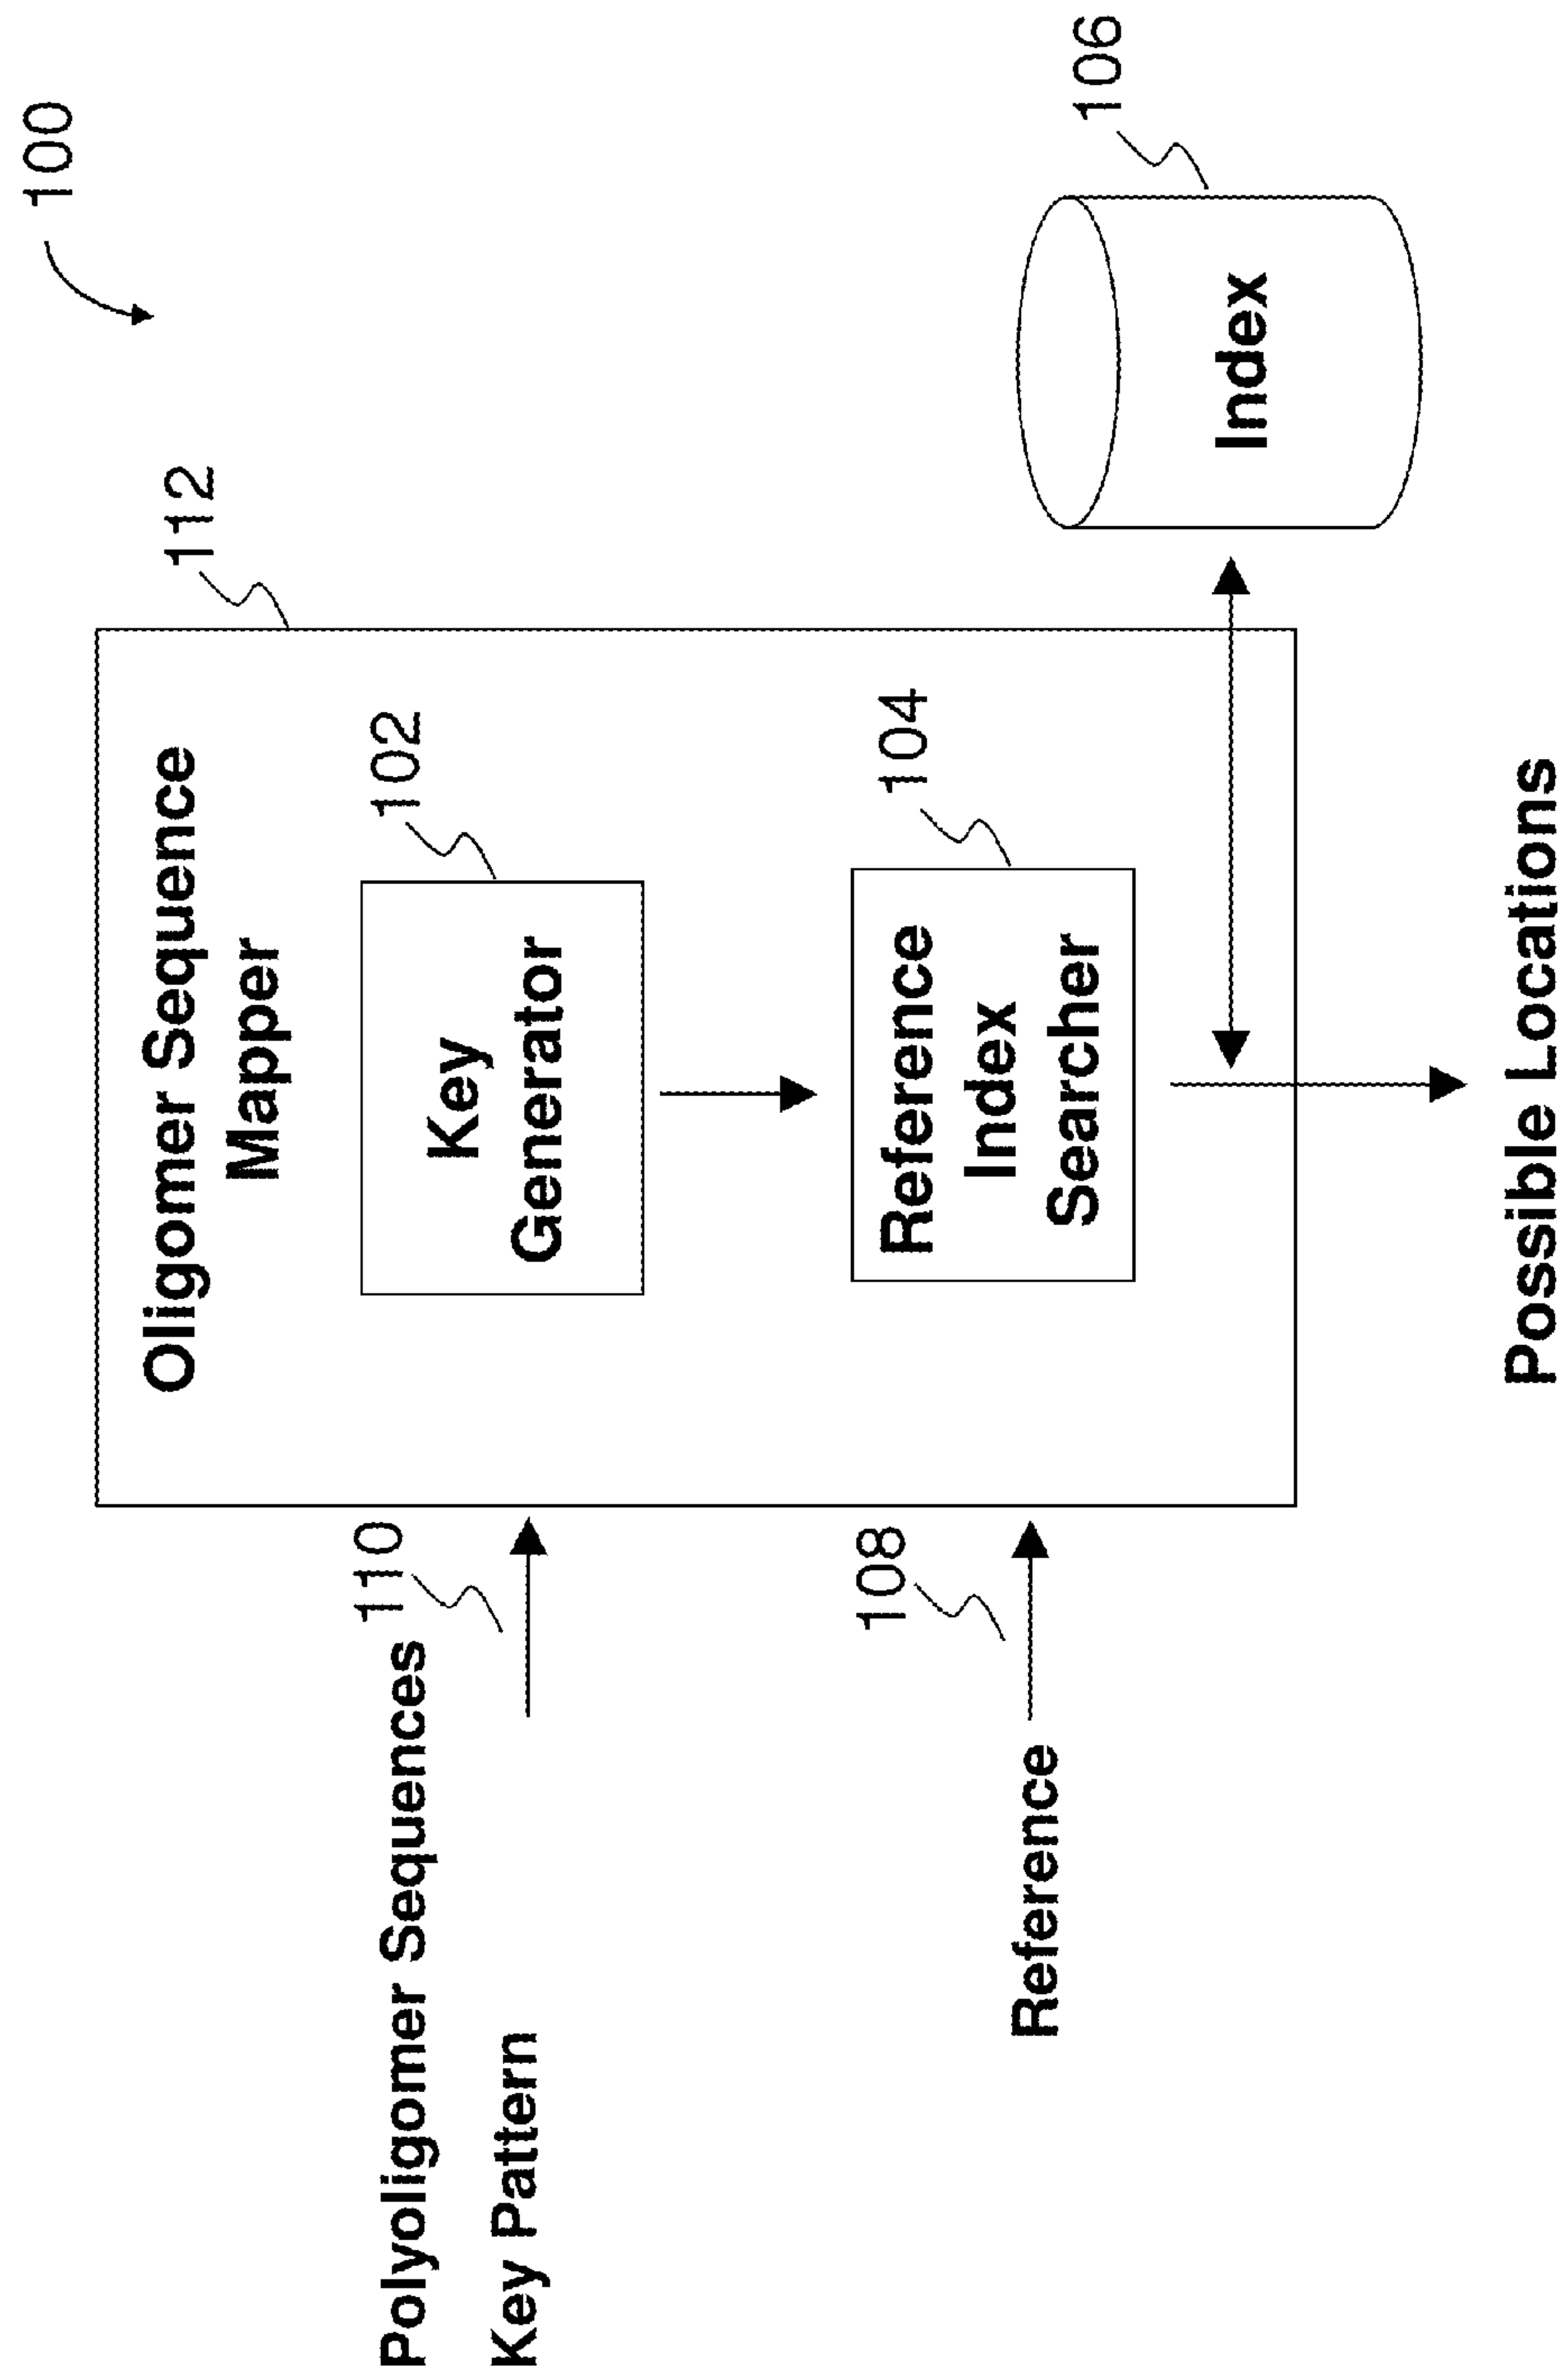 100
112
Oligomer Sequence
Mapper
102
Key
Generator
104
Reference
Index
Searcher
106
Index
Polyoligomer Sequences
110
Key Pattern
108
Reference
Possible Locations